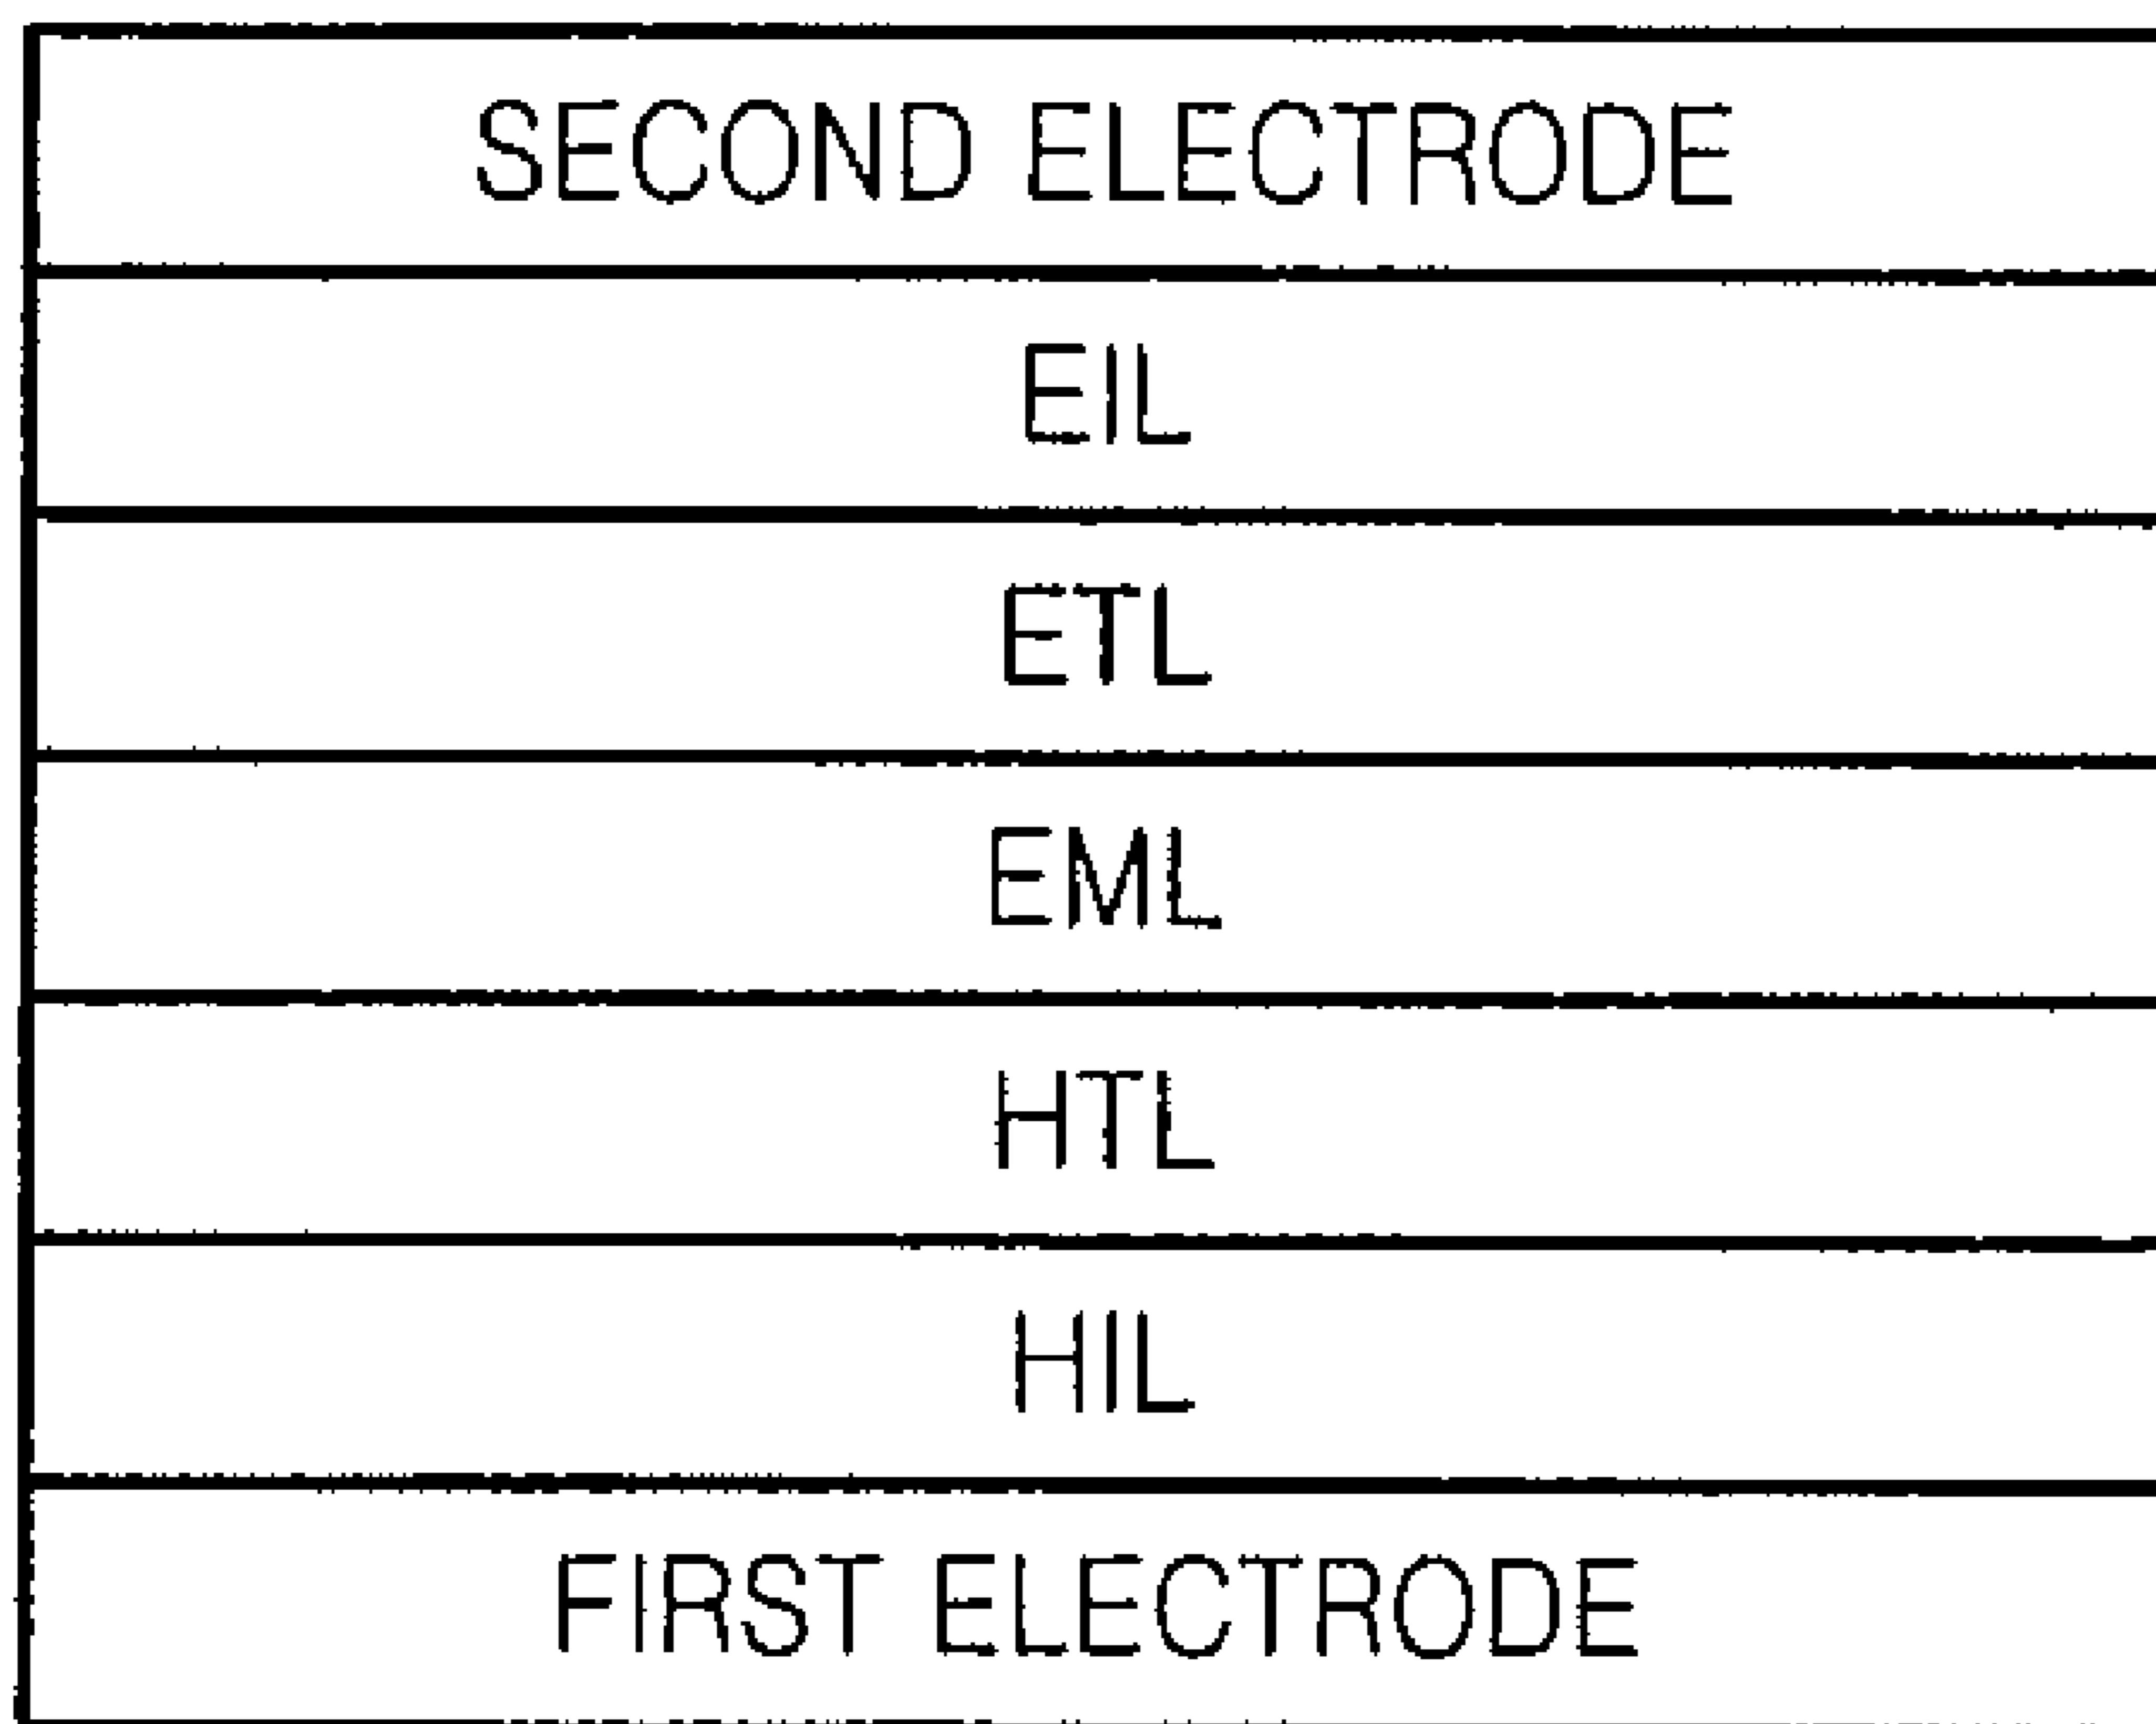 SECOND ELECTRODE
EIL
ETL
EML
HTL
HIL
FIRST ELECTRODE